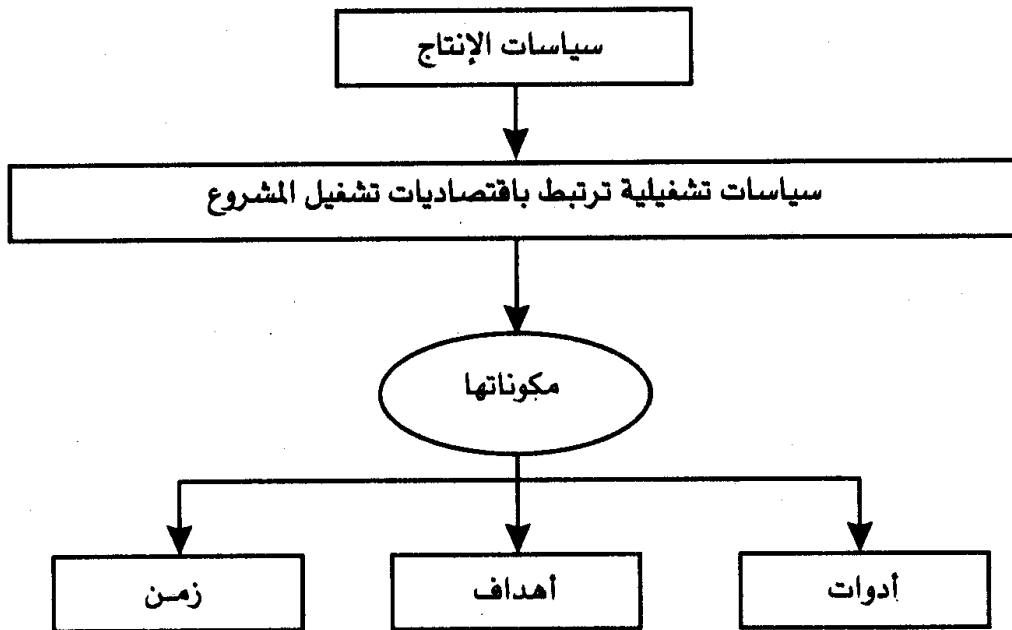 سياسات الإنتاج
سياسات تشغيلية ترتبط باقتصاديات تشغيل المشروع
مكوناتها
أدوات
أهداف
زمـن